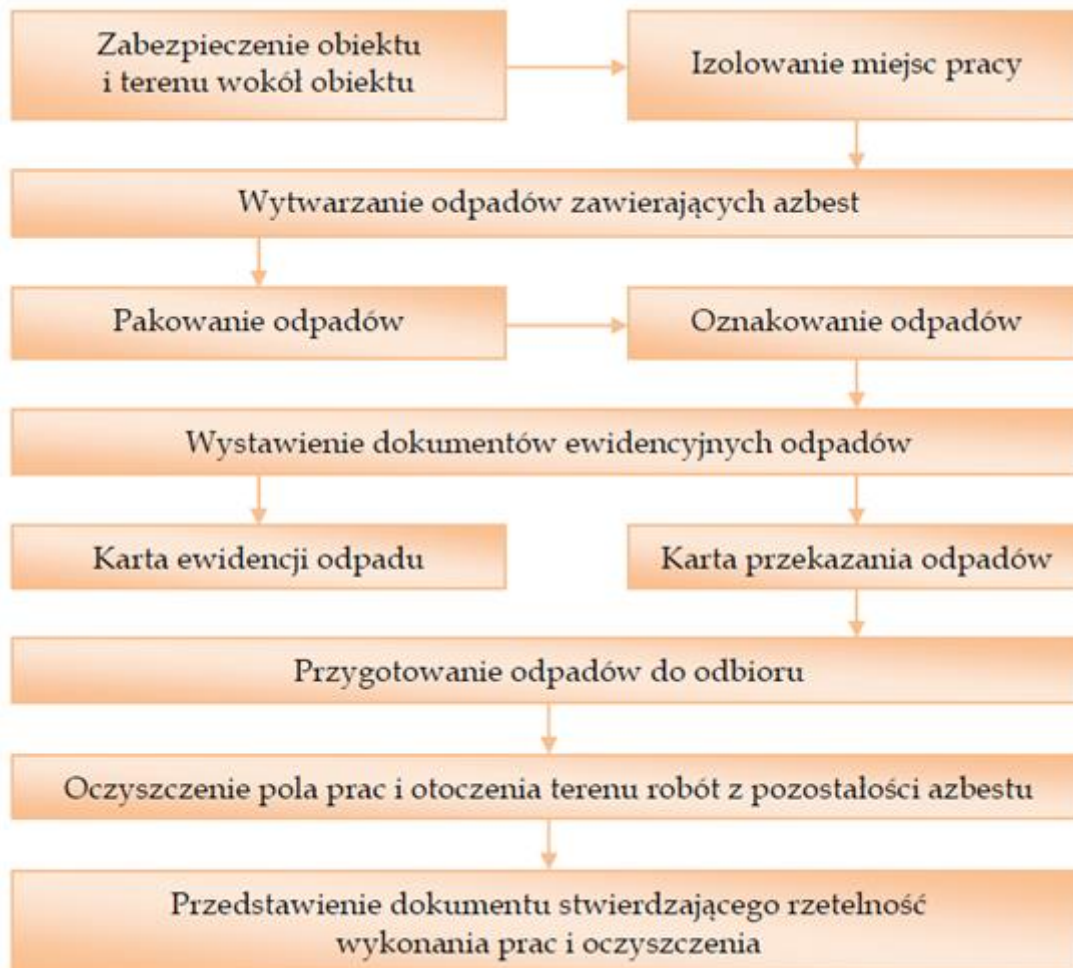 Zabezpieczenie obiektu
i terenu wokół obiektu
Izolowanie miejsc pracy
Wytwarzanie odpadów zawierających azbest
Pakowanie odpadów
Oznakowanie odpadów
Wystawienie dokumentów ewidencyjnych odpadów
Karta ewidencji odpadu
Karta przekazania odpadów
Przygotowanie odpadów do odbioru
Oczyszczenie pola prac i otoczenia terenu robót z pozostałości azbestu
Przedstawienie dokumentu stwierdzającego rzetelność
wykonania prac i oczyszczenia